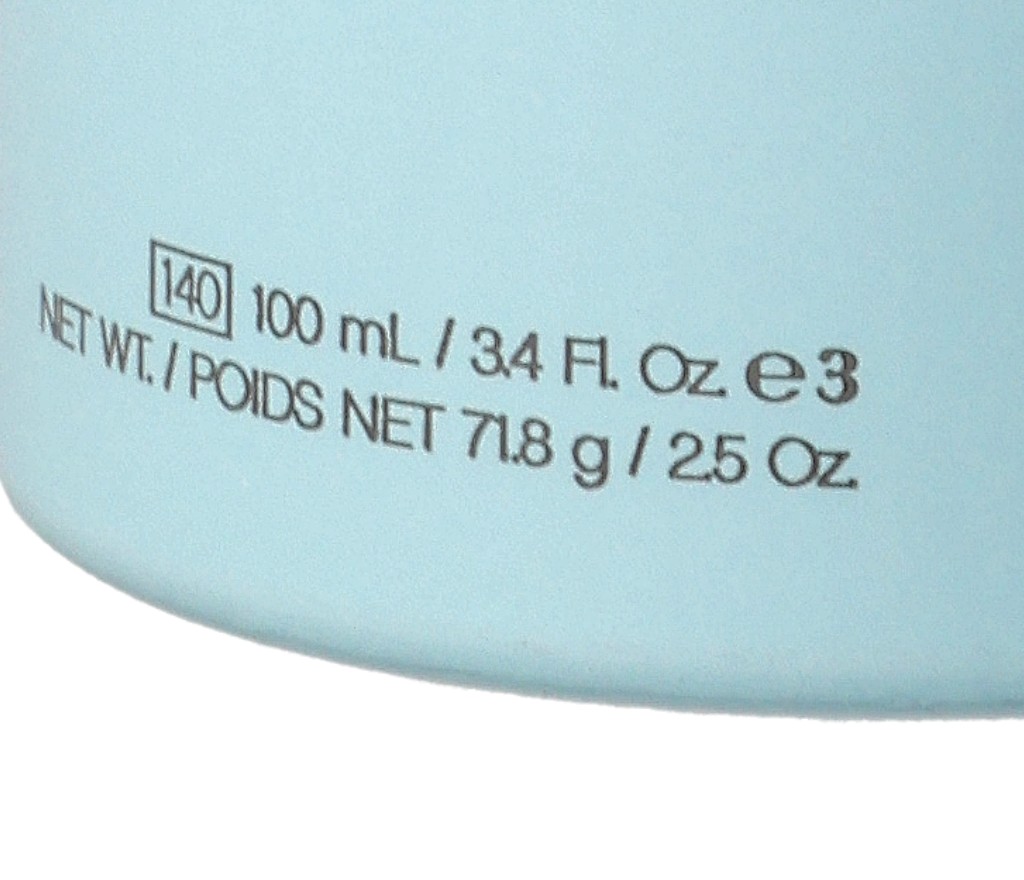 140 100 mL / 3.4 Fl. Oz. e 3
NET WT. / POIDS NET 71.8 g / 2.5 Oz.